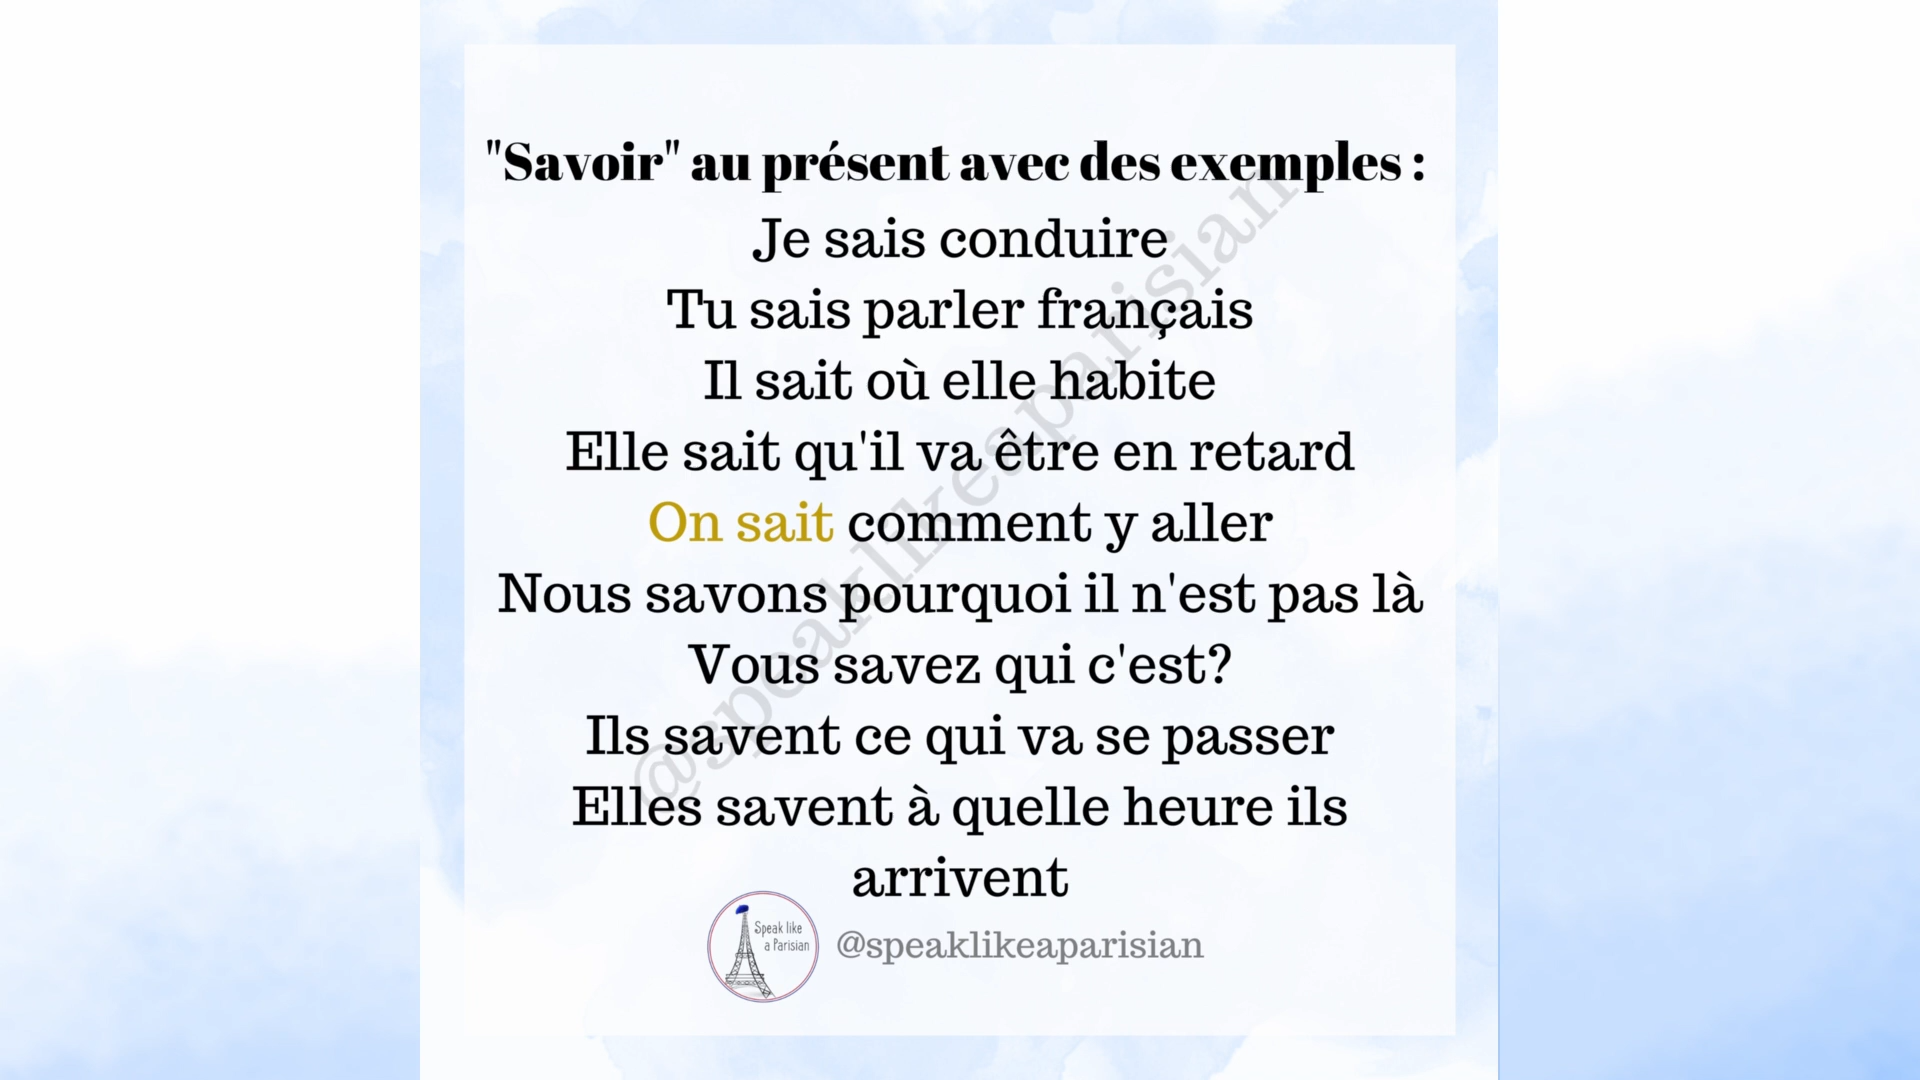 "Savoir" au présent avec des exemples :
Je sais conduire
Tu sais parler français
Il sait où elle habite
Elle sait qu'il va être en retard
On sait comment y aller
Nous savons pourquoi il n'est pas là
Vous savez qui c'est?
Ils savent ce qui va se passer
Elles savent à quelle heure ils
arrivent
@speaklikeaparisian
Speak like
a Parisian
@speaklikeaparisian